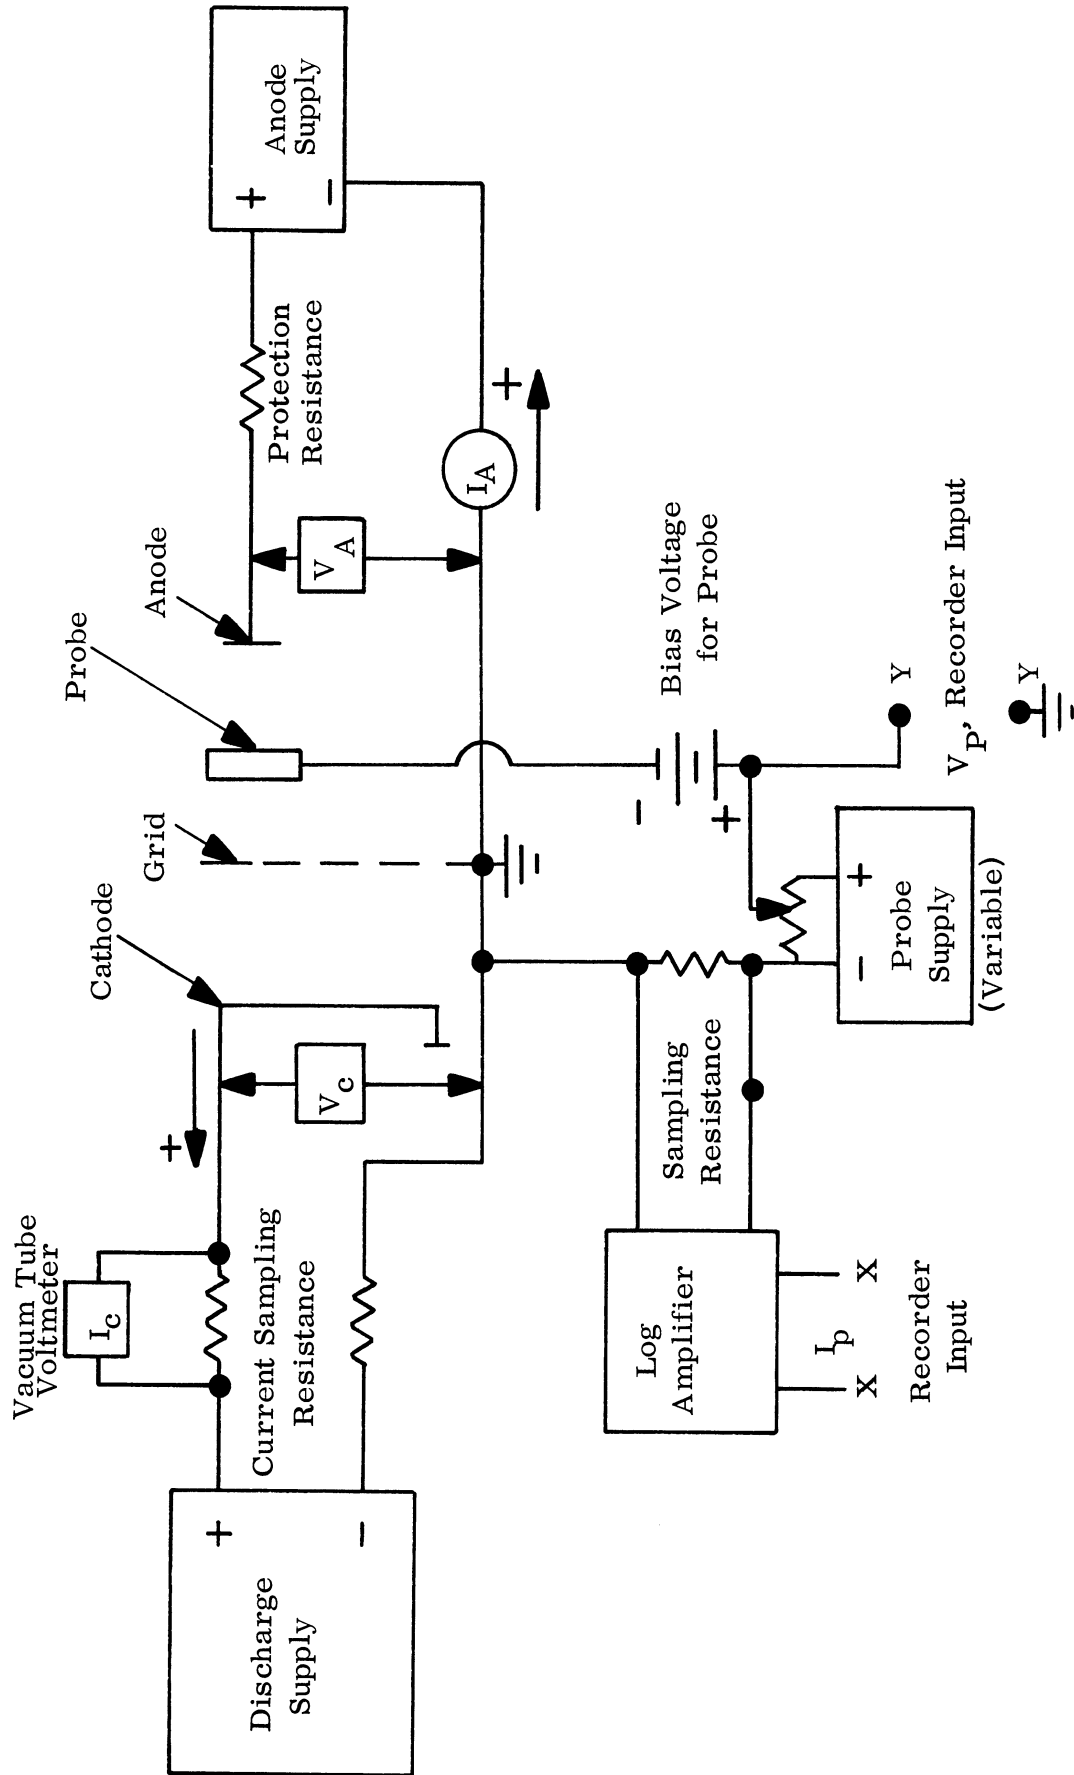 Vacuum Tube
Voltmeter
I_c
Discharge
Supply
+
-
Current Sampling
Resistance
+
Cathode
V_c
Grid
Probe
Anode
V_A
Protection
Resistance
Anode
Supply
+
-
I_A
+
Log
Amplifier
X
X
I_p
Recorder
Input
Sampling
Resistance
Probe
Supply
(Variable)
-
+
-
+
Bias Voltage
for Probe
Y
Y
V_P, Recorder Input